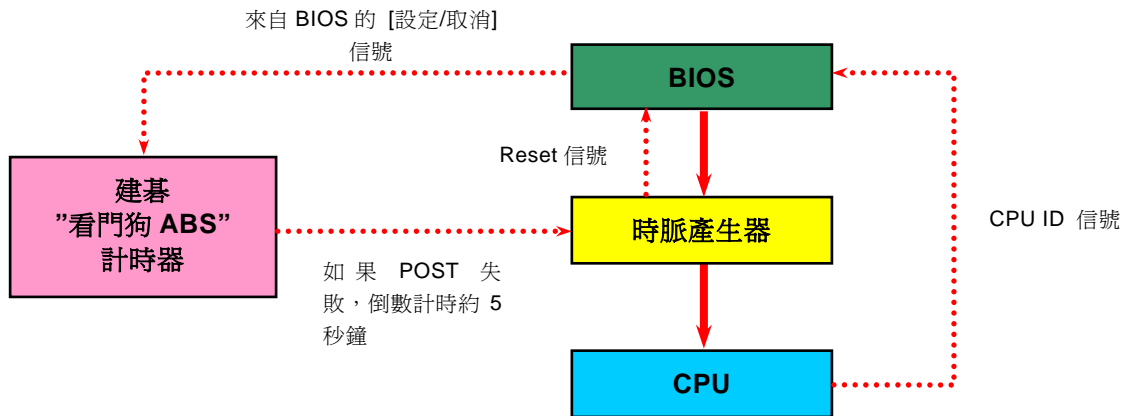 來自 BIOS 的 [設定/取消]
信號
BIOS
Reset 信號
建碁
”看門狗 ABS”
計時器
時脈產生器
CPU ID 信號
如果 POST 失
敗，倒數計時約 5
秒鐘
CPU